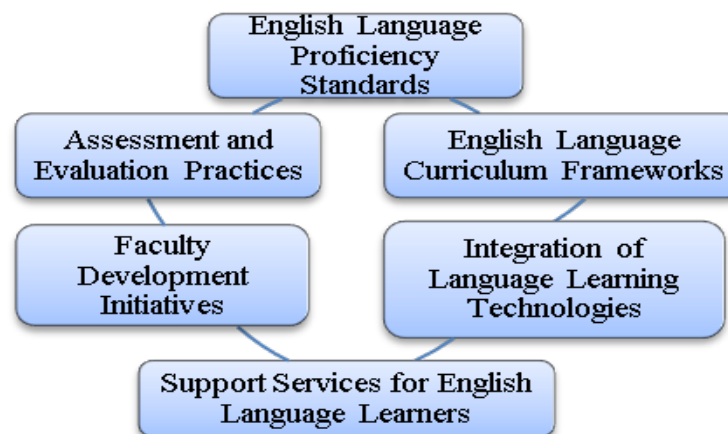 English Language
Proficiency
Standards
Assessment and
Evaluation Practices
English Language
Curriculum Frameworks
Faculty
Development
Initiatives
Integration of
Language Learning
Technologies
Support Services for English
Language Learners